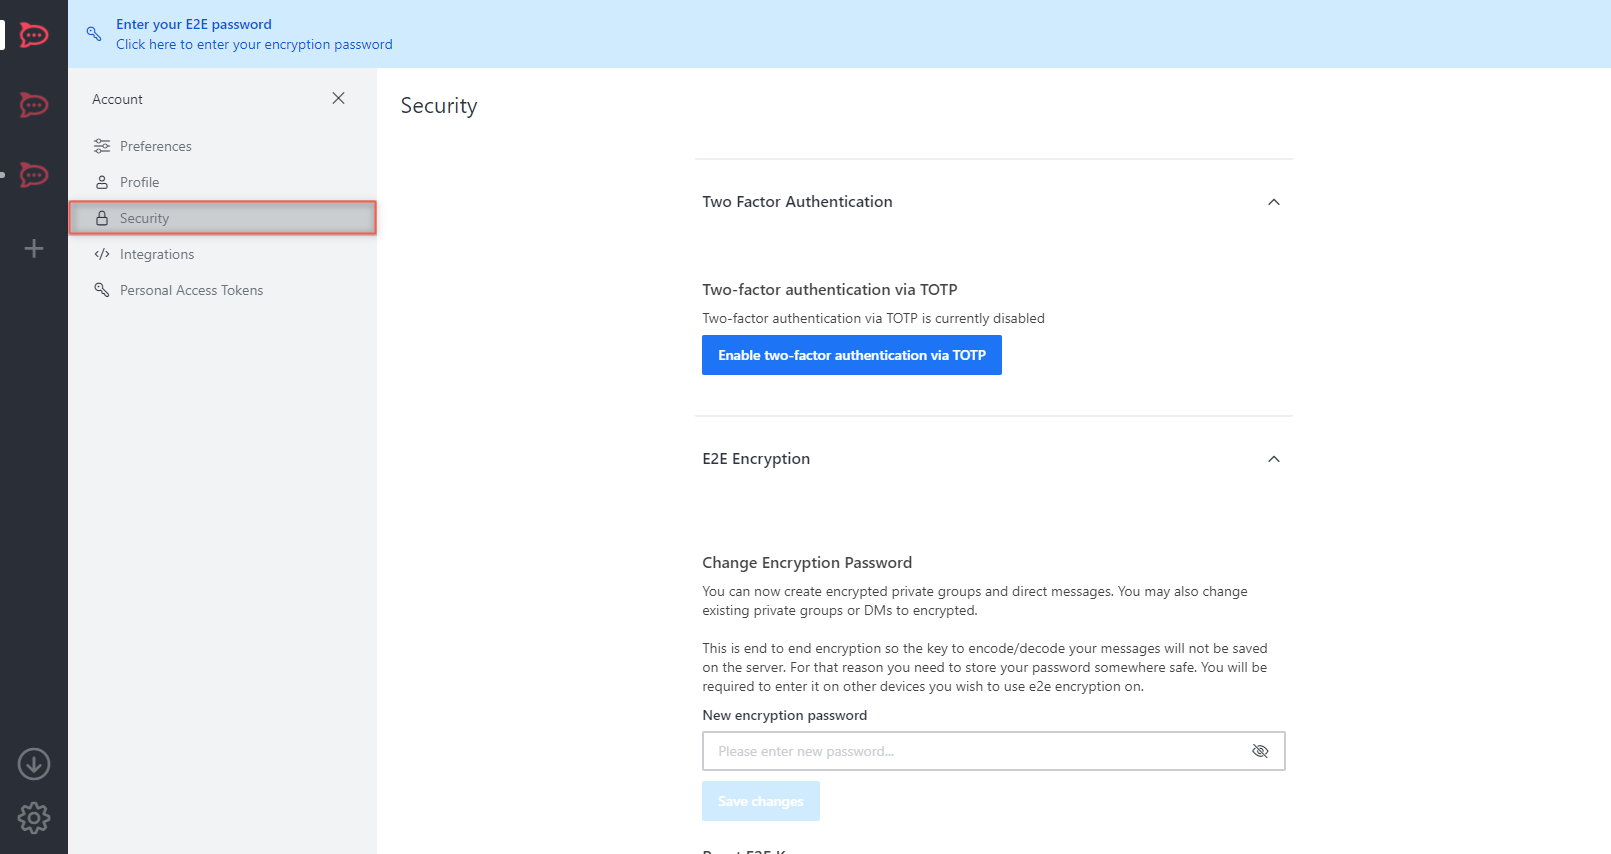 Enter your E2E password
Click here to enter your encryption password
Account
Preferences
Profile
Security
Integrations
Personal Access Tokens
Security
Two Factor Authentication
Two-factor authentication via TOTP
Two-factor authentication via TOTP is currently disabled
Enable two-factor authentication via TOTP
E2E Encryption
Change Encryption Password
You can now create encrypted private groups and direct messages. You may also change
existing private groups or DMs to encrypted.
This is end to end encryption so the key to encode/decode your messages will not be saved
on the server. For that reason you need to store your password somewhere safe. You will be
required to enter it on other devices you wish to use e2e encryption on.
New encryption password
Please enter new password...
Save changes